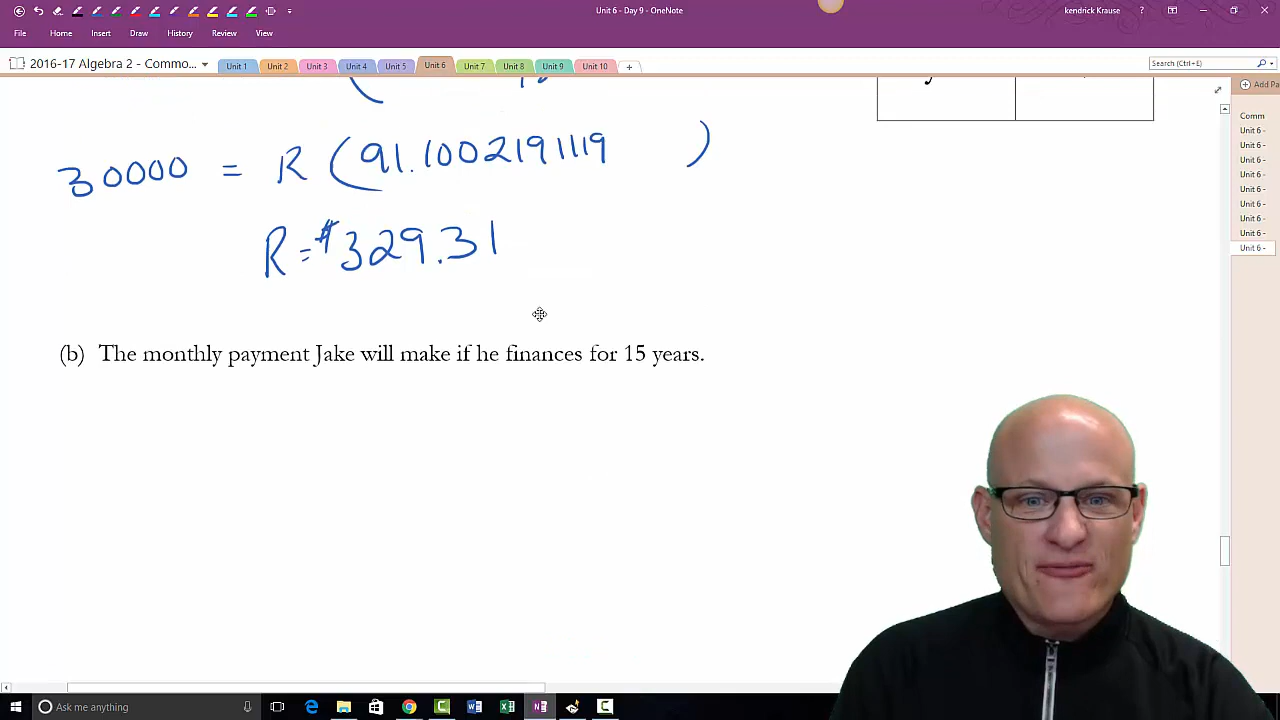 Unit 6 - Day 9 - OneNote
kendrick Krause
?
File Home Insert Draw History Review View
2016-17 Algebra 2 - Commo...
Unit 1 Unit 2 Unit 3 Unit 4 Unit 5 Unit 6 Unit 7 Unit 8 Unit 9 Unit 10 +
Search (Ctrl+E)
Add Pa
Comm
Unit 6 -
Unit 6 -
Unit 6 -
Unit 6 -
Unit 6 -
Unit 6 -
Unit 6 -
Unit 6 -
Unit 6 -
30000 = R (91.1002191119 )
R = $329.31
(b) The monthly payment Jake will make if he finances for 15 years.
Ask me anything